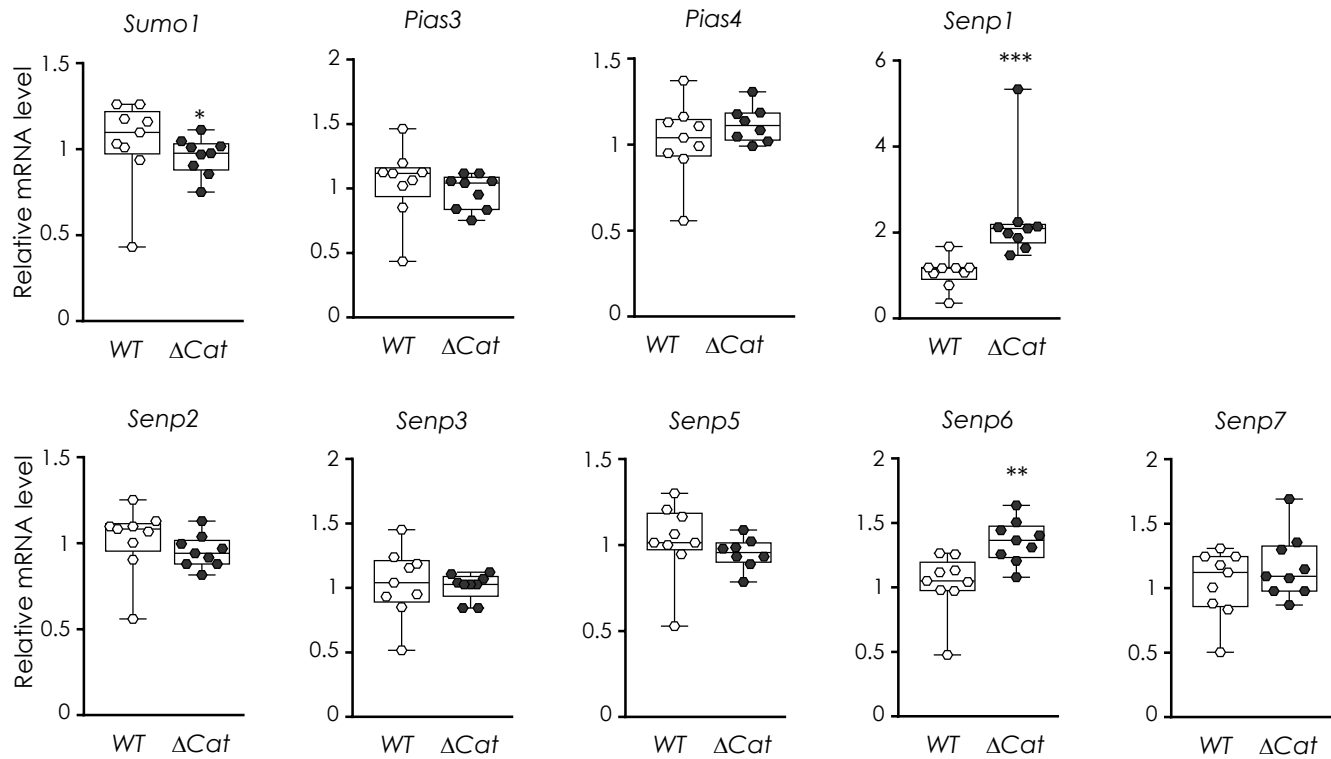 Sumo1
Pias3
Pias4
Senp1
Relative mRNA level
1.5
1
0.5
0
WT ΔCat
*
2
1.5
1
0.5
0
WT ΔCat
1.5
1
0.5
0
WT ΔCat
6
4
2
0
WT ΔCat
***
Senp2
Senp3
Senp5
Senp6
Senp7
Relative mRNA level
1.5
1
0.5
0
WT ΔCat
2
1.5
1
0.5
0
WT ΔCat
1.5
1
0.5
0
WT ΔCat
2
1.5
1
0.5
0
WT ΔCat
**
2
1.5
1
0.5
0
WT ΔCat